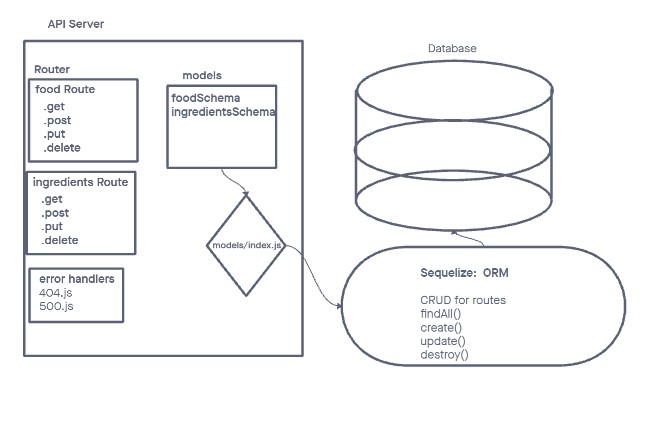 API Server
Router
food Route
.get
.post
.put
.delete
ingredients Route
.get
.post
.put
.delete
error handlers
404.js
500.js
models
foodSchema
ingredientsSchema
models/index.js
Database
Sequelize: ORM
CRUD for routes
findAll()
create()
update()
destroy()